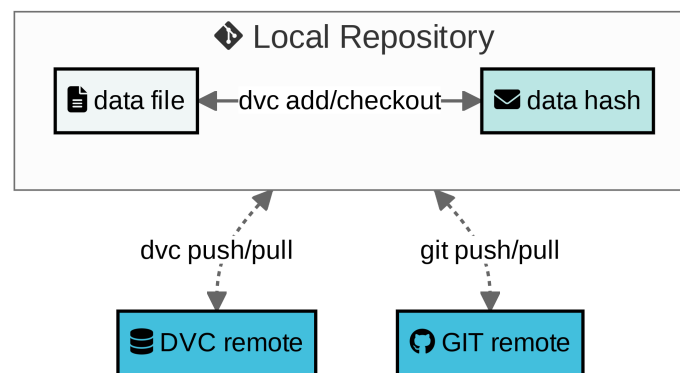 Local Repository
data file
dvc add/checkout
data hash
dvc push/pull
git push/pull
DVC remote
GIT remote